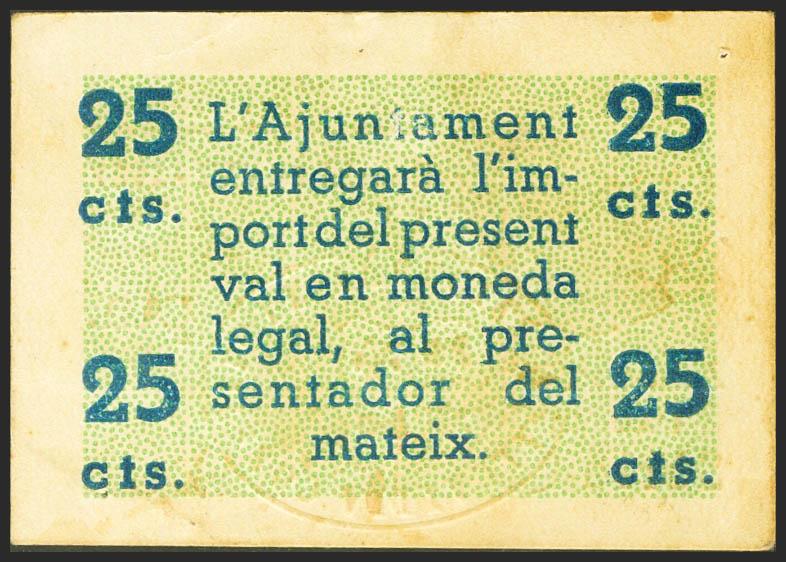 25 cts.
25 cts.
L'Ajuntament
entregarà l'im-
port del present
val en moneda
legal, al pre-
sentador del
mateix.
25 cts.
25 cts.